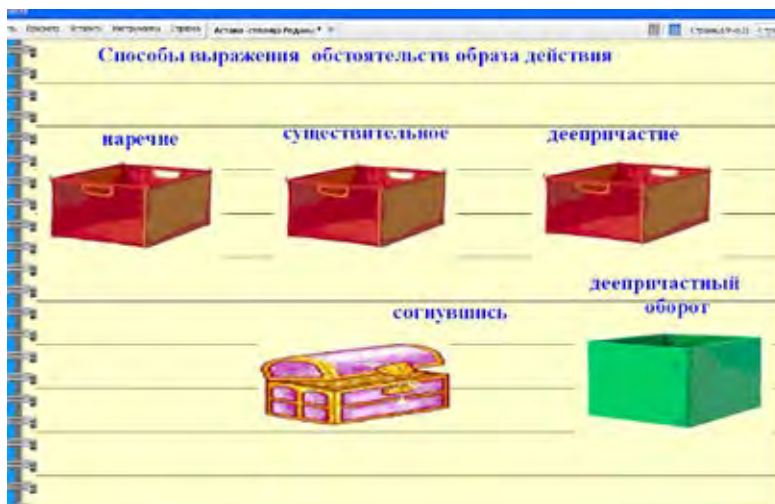 Способы выражения обстоятельств образа действия
наречие
существительное
деепричастие
деепричастный
оборот
согнувшись